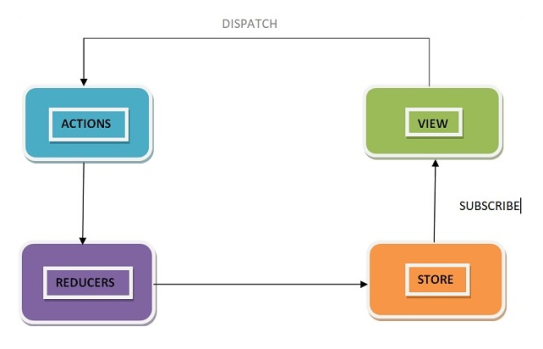 DISPATCH
ACTIONS
VIEW
SUBSCRIBE
REDUCERS
STORE